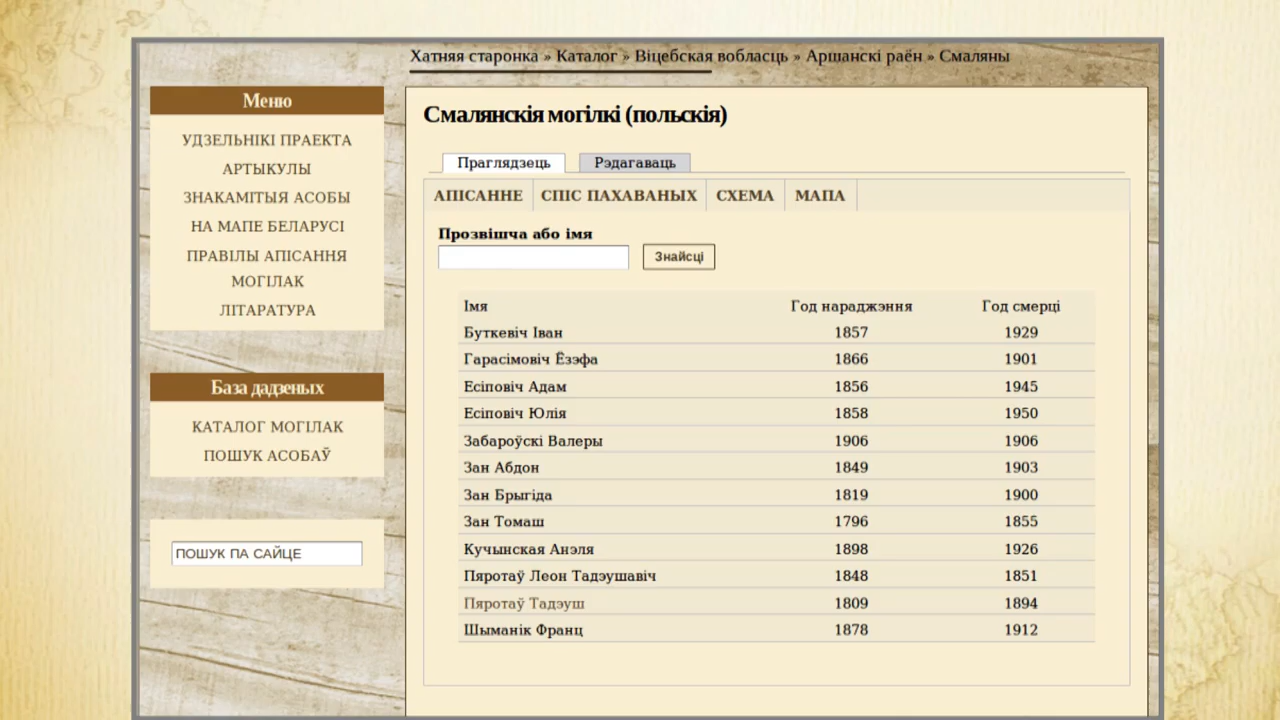 Хатняя старонка » Каталог » Віцебская вобласць » Аршанскі раён » Смаляны
Меню
УДЗЕЛЬНІКІ ПРАЕКТА
АРТЫКУЛЫ
ЗНАКАМІТЫЯ АСОБЫ
НА МАПЕ БЕЛАРУСІ
ПРАВІЛЫ АПІСАННЯ
МОГІЛАК
ЛІТАРАТУРА
База дадзеных
КАТАЛОГ МОГІЛАК
ПОШУК АСОБАЎ
ПОШУК ПА САЙЦЕ
Смалянскія могілкі (польскія)
Праглядзець Рэдагаваць
АПІСАННЕ СПІС ПАХАВАНЫХ СХЕМА МАПА
Прозвішча або імя
Знайсці
Імя Год нараджэння Год смерці
Буткевіч Іван 1857 1929
Гарасімовіч Ёзэфа 1866 1901
Есіповіч Адам 1856 1945
Есіповіч Юлія 1858 1950
Забароўскі Валеры 1906 1906
Зан Абдон 1849 1903
Зан Брыгіда 1819 1900
Зан Томаш 1796 1855
Кучынская Анэля 1898 1926
Пяротаў Леон Тадэушавіч 1848 1851
Пяротаў Тадэуш 1809 1894
Шыманік Франц 1878 1912